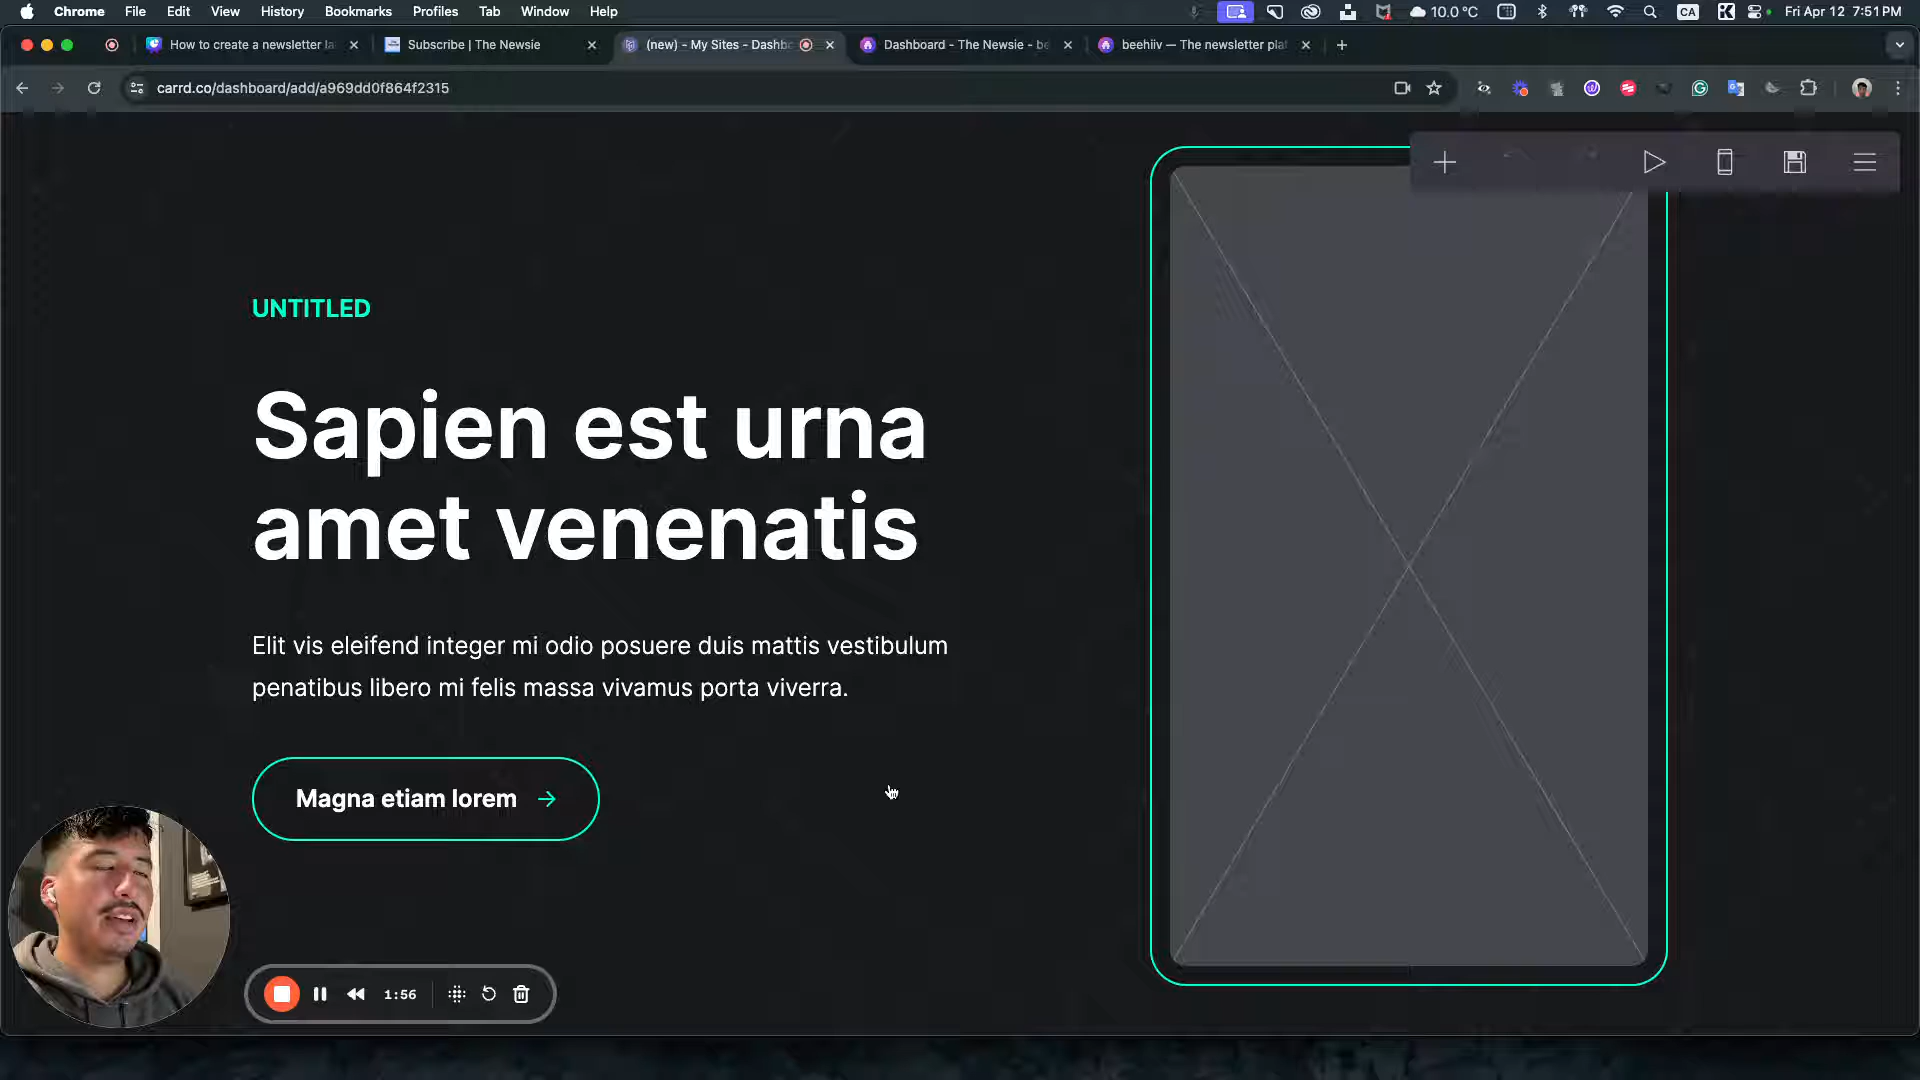 Chrome File Edit View History Bookmarks Profiles Tab Window Help 10.0 °C CA Fri Apr 12 7:51 PM
How to create a newsletter la Subscribe | The Newsie (new) - My Sites - Dashb Dashboard - The Newsie - be beehiiv — The newsletter plat
carrd.co/dashboard/add/a969dd0f864f2315
UNTITLED
Sapien est urna
amet venenatis
Elit vis eleifend integer mi odio posuere duis mattis vestibulum
penatibus libero mi felis massa vivamus porta viverra.
Magna etiam lorem
1:56